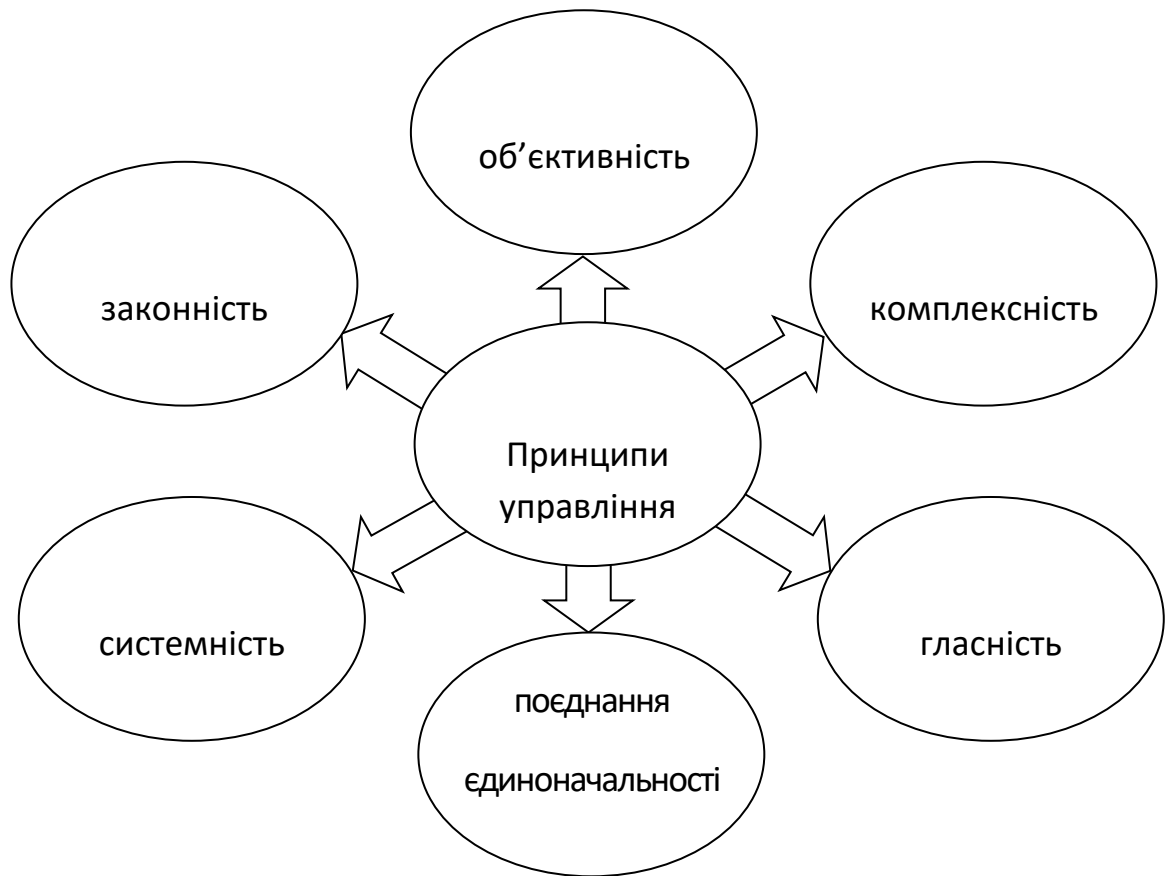 об’єктивність
законність
комплексність
Принципи
управління
системність
гласність
поєднання
єдиноначальності